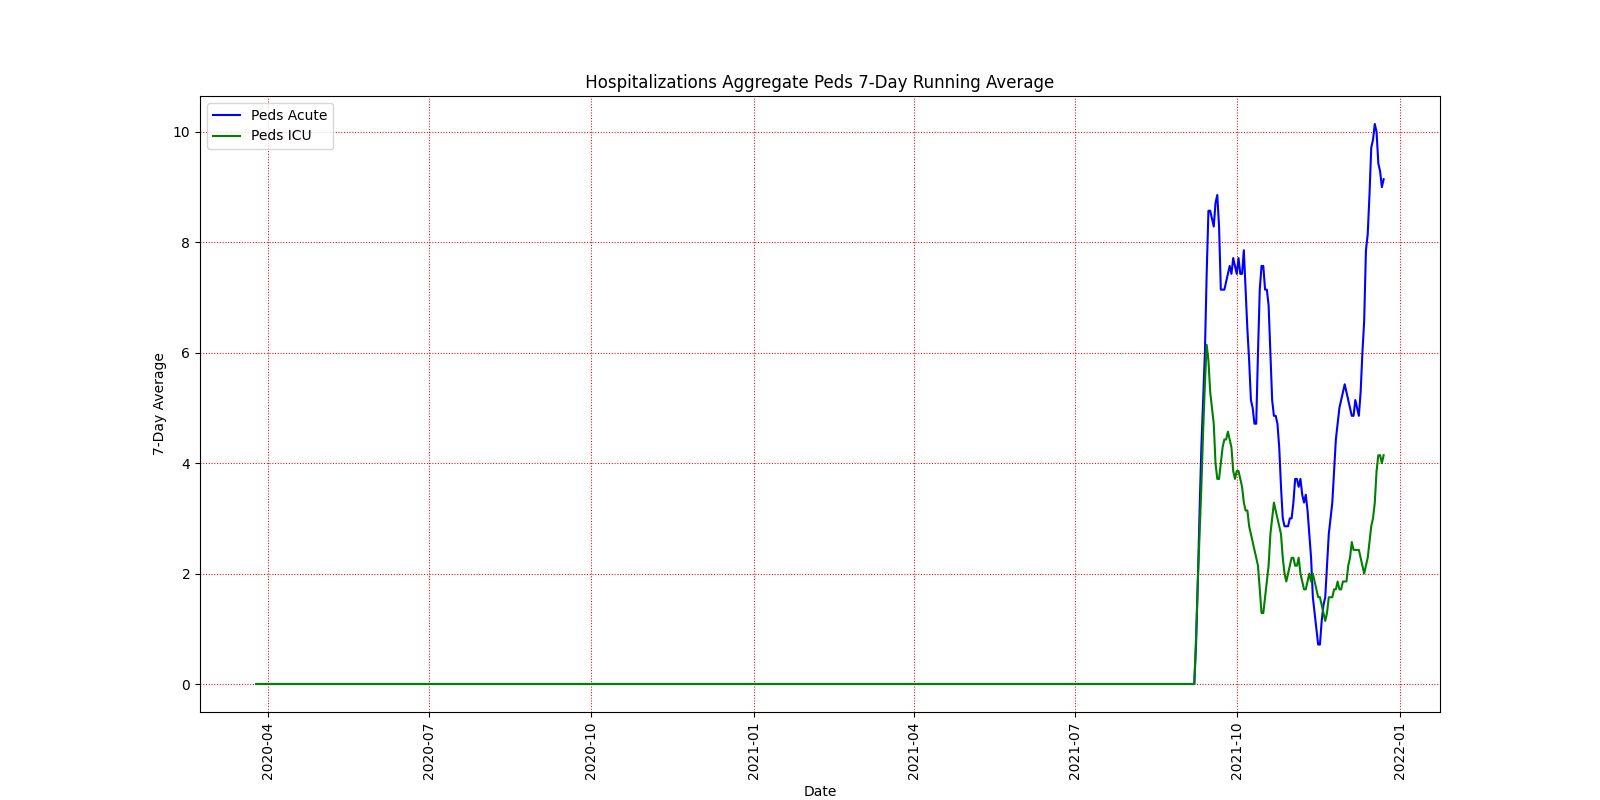 Hospitalizations Aggregate Peds 7-Day Running Average
Peds Acute
Peds ICU
10
8
6
4
2
0
7-Day Average
2020-04
2020-07
2020-10
2021-01
2021-04
2021-07
2021-10
2022-01
Date